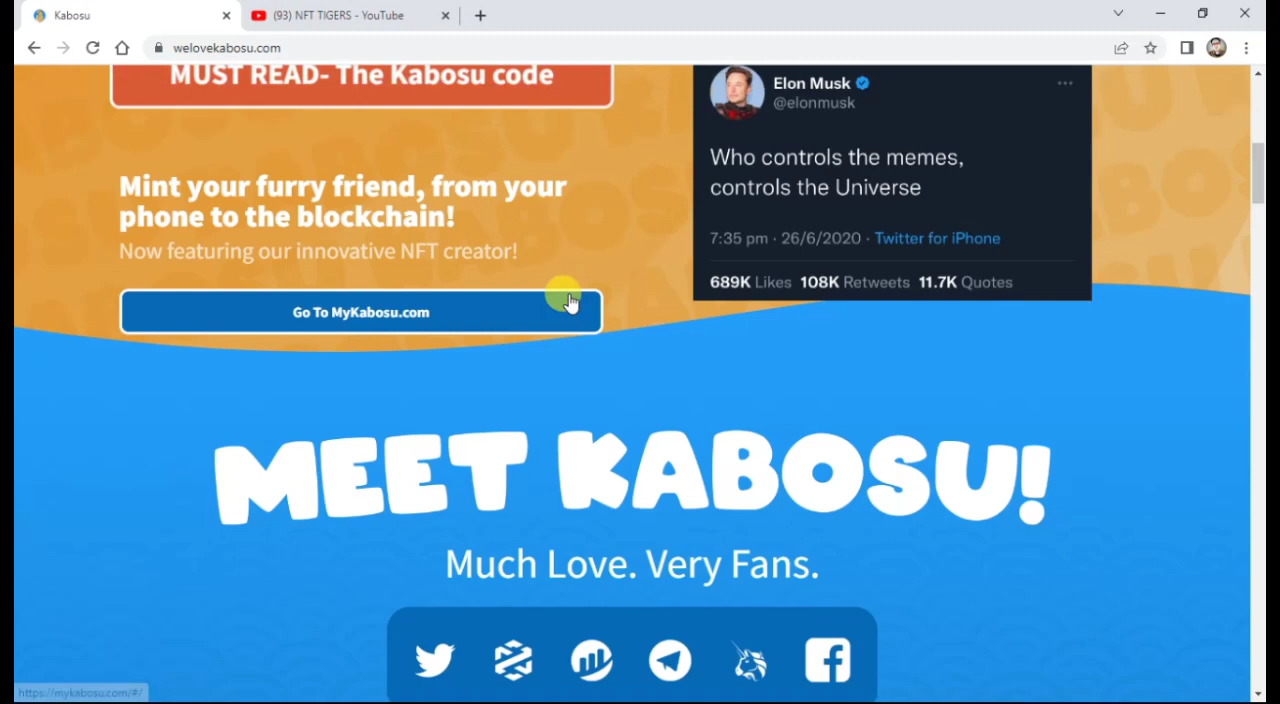 Kabosu
(93) NFT TIGERS - YouTube
welovekabosu.com
MUST READ- The Kabosu code
Mint your furry friend, from your
phone to the blockchain!
Now featuring our innovative NFT creator!
Go To MyKabosu.com
Elon Musk
@elonmusk
Who controls the memes,
controls the Universe
7:35 pm · 26/6/2020 · Twitter for iPhone
689K Likes 108K Retweets 11.7K Quotes
MEET KABOSU!
Much Love. Very Fans.
https://mykabosu.com/#/